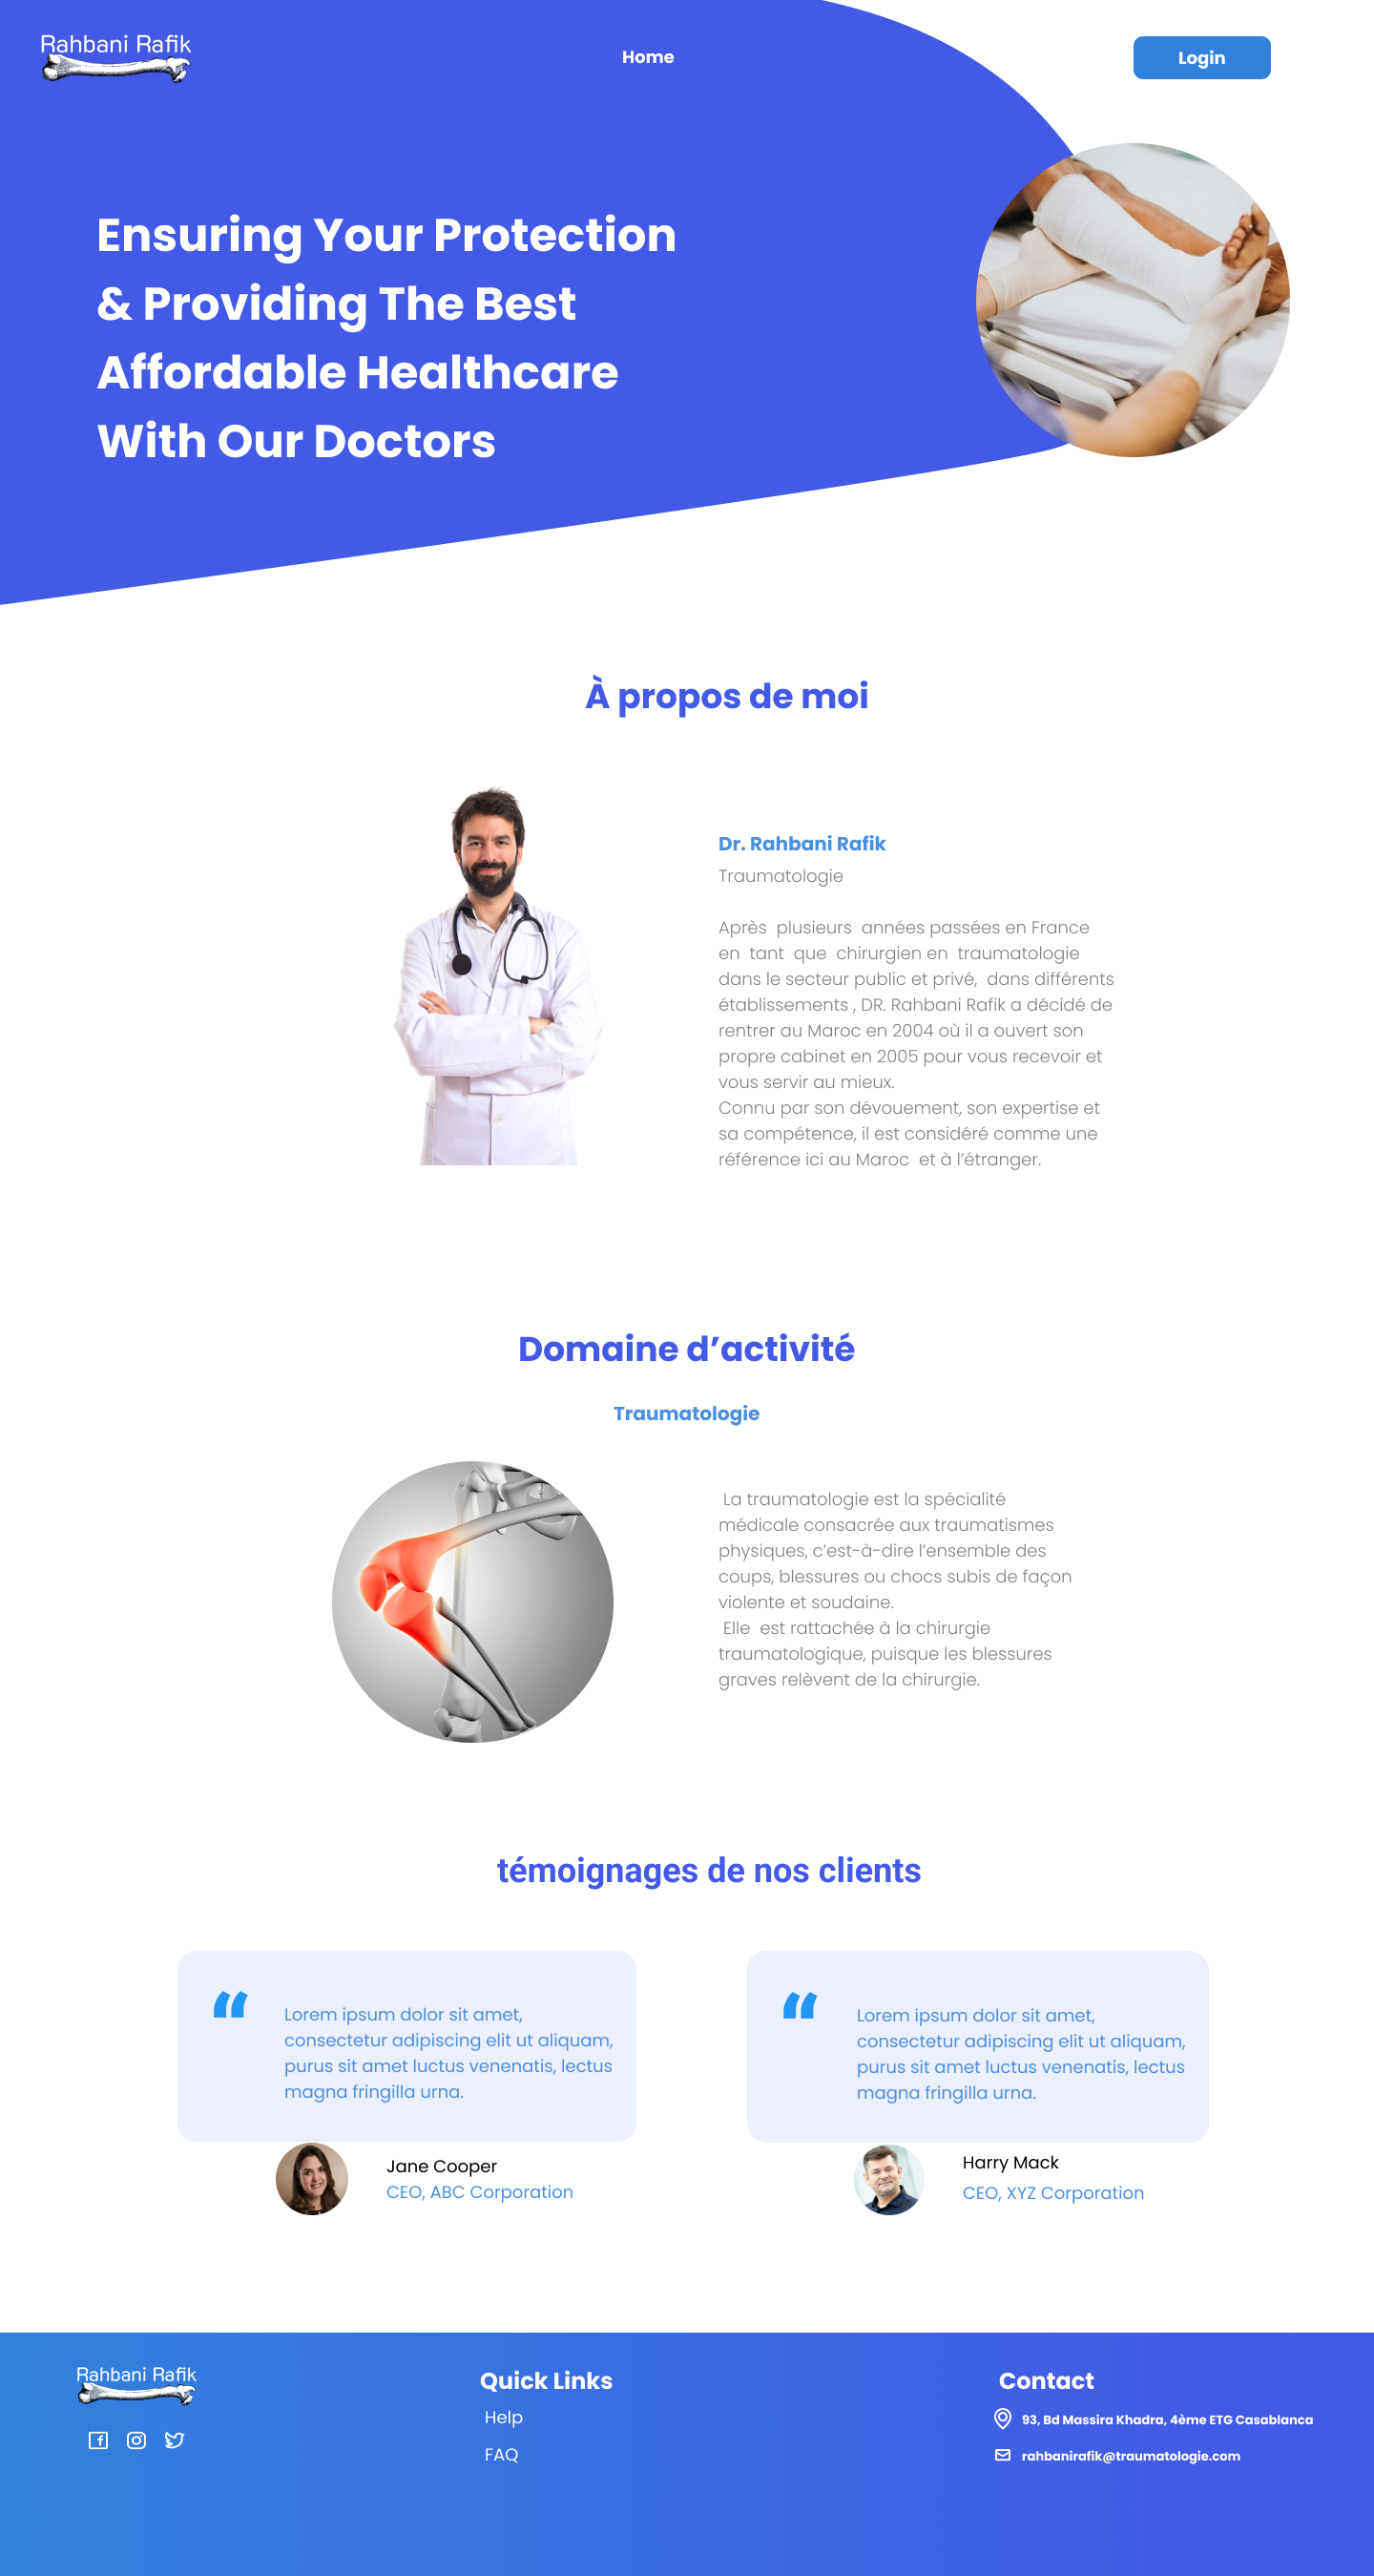 Rahbani Rafik
Home
Login
Ensuring Your Protection
& Providing The Best
Affordable Healthcare
With Our Doctors
À propos de moi
Dr. Rahbani Rafik
Traumatologie
Après plusieurs années passées en France
en tant que chirurgien en traumatologie
dans le secteur public et privé, dans différents
établissements , DR. Rahbani Rafik a décidé de
rentrer au Maroc en 2004 où il a ouvert son
propre cabinet en 2005 pour vous recevoir et
vous servir au mieux.
Connu par son dévouement, son expertise et
sa compétence, il est considéré comme une
référence ici au Maroc et à l’étranger.
Domaine d’activité
Traumatologie
La traumatologie est la spécialité
médicale consacrée aux traumatismes
physiques, c’est-à-dire l’ensemble des
coups, blessures ou chocs subis de façon
violente et soudaine.
Elle est rattachée à la chirurgie
traumatologique, puisque les blessures
graves relèvent de la chirurgie.
témoignages de nos clients
“
Lorem ipsum dolor sit amet,
consectetur adipiscing elit ut aliquam,
purus sit amet luctus venenatis, lectus
magna fringilla urna.
Jane Cooper
CEO, ABC Corporation
“
Lorem ipsum dolor sit amet,
consectetur adipiscing elit ut aliquam,
purus sit amet luctus venenatis, lectus
magna fringilla urna.
Harry Mack
CEO, XYZ Corporation
Rahbani Rafik
Quick Links
Help
FAQ
Contact
93, Bd Massira Khadra, 4ème ETG Casablanca
rahbanirafik@traumatologie.com